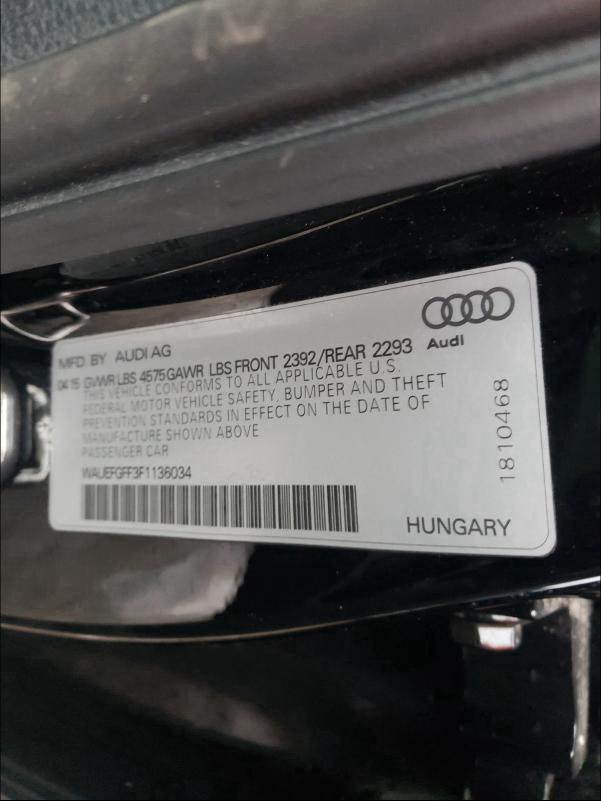 MFD. BY AUDI AG
04 15 GVWR LBS 4575 GAWR LBS FRONT 2392/REAR 2293
THIS VEHICLE CONFORMS TO ALL APPLICABLE U.S.
FEDERAL MOTOR VEHICLE SAFETY, BUMPER AND THEFT
PREVENTION STANDARDS IN EFFECT ON THE DATE OF
MANUFACTURE SHOWN ABOVE
PASSENGER CAR
WAUEFGFF3F1136034
Audi
1810468
HUNGARY